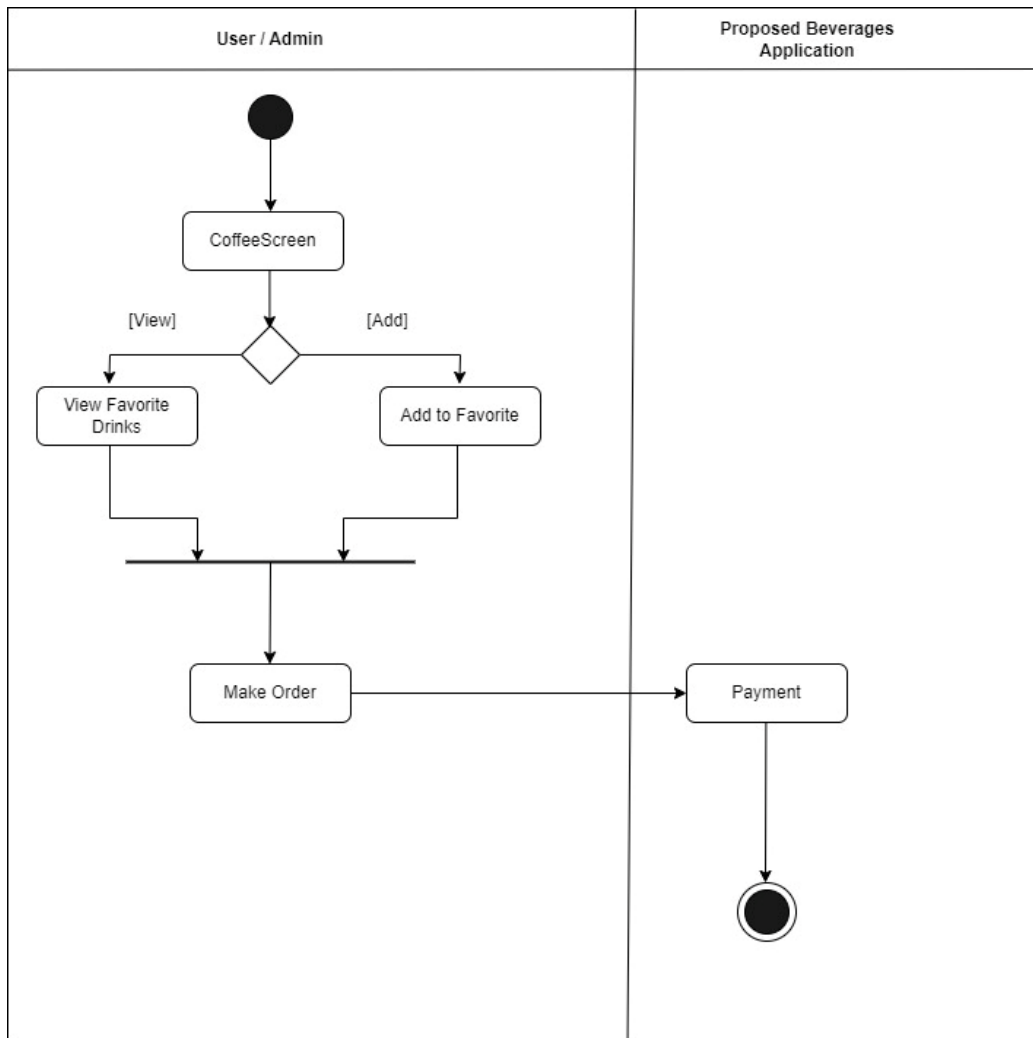 User / Admin
Proposed Beverages
Application
CoffeeScreen
[View]
[Add]
View Favorite
Drinks
Add to Favorite
Make Order
Payment